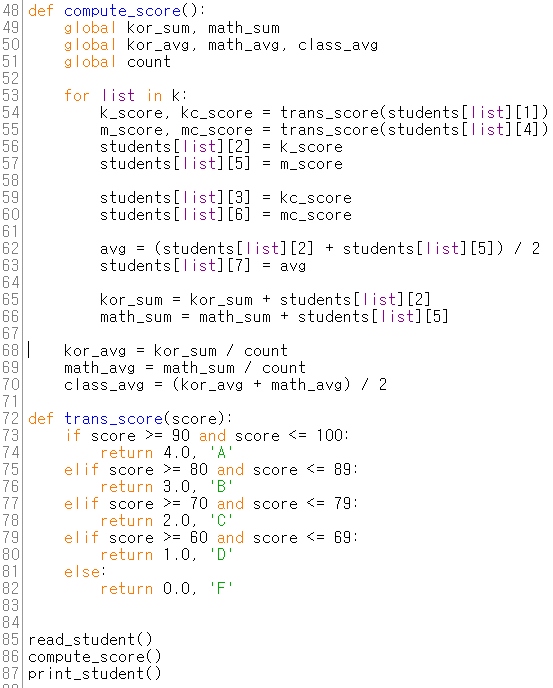 48 def compute_score():
49     global kor_sum, math_sum
50     global kor_avg, math_avg, class_avg
51     global count
52
53     for list in k:
54         k_score, kc_score = trans_score(students[list][1])
55         m_score, mc_score = trans_score(students[list][4])
56         students[list][2] = k_score
57         students[list][5] = m_score
58
59         students[list][3] = kc_score
60         students[list][6] = mc_score
61
62         avg = (students[list][2] + students[list][5]) / 2
63         students[list][7] = avg
64
65         kor_sum = kor_sum + students[list][2]
66         math_sum = math_sum + students[list][5]
67
68     kor_avg = kor_sum / count
69     math_avg = math_sum / count
70     class_avg = (kor_avg + math_avg) / 2
71
72 def trans_score(score):
73     if score >= 90 and score <= 100:
74         return 4.0, 'A'
75     elif score >= 80 and score <= 89:
76         return 3.0, 'B'
77     elif score >= 70 and score <= 79:
78         return 2.0, 'C'
79     elif score >= 60 and score <= 69:
80         return 1.0, 'D'
81     else:
82         return 0.0, 'F'
83
84
85 read_student()
86 compute_score()
87 print_student()